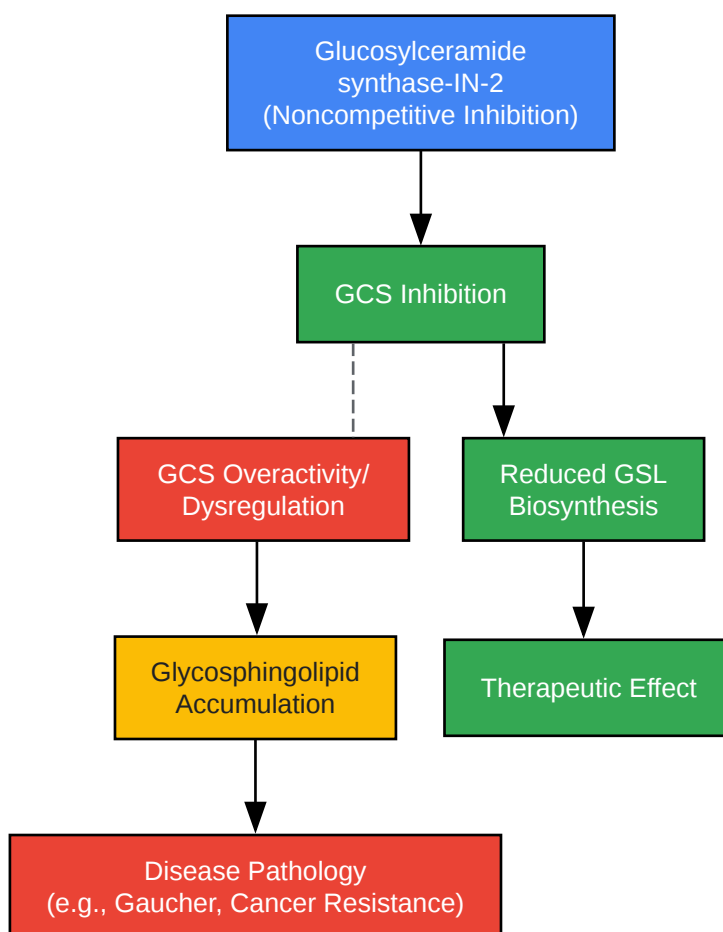 Glucosylceramide
synthase-IN-2
(Noncompetitive Inhibition)
GCS Inhibition
GCS Overactivity/
Dysregulation
Reduced GSL
Biosynthesis
Glycosphingolipid
Accumulation
Therapeutic Effect
Disease Pathology
(e.g., Gaucher, Cancer Resistance)